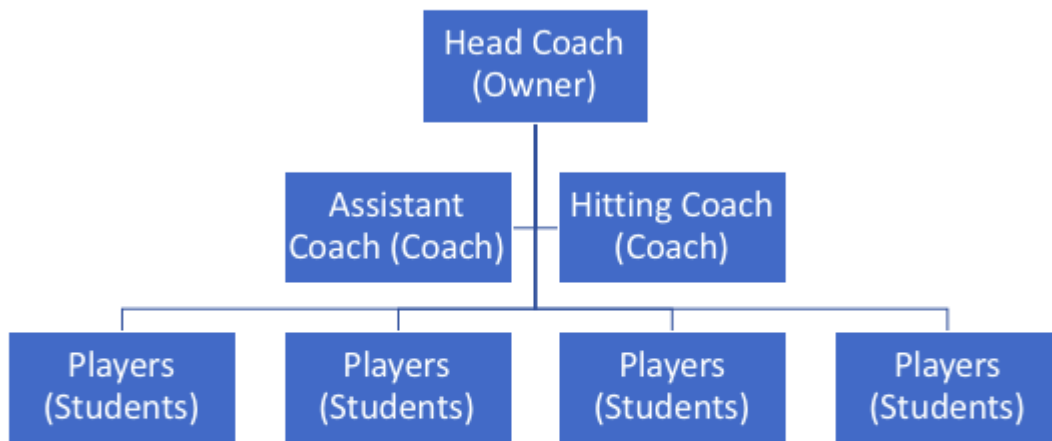 Head Coach
(Owner)
Assistant
Coach (Coach)
Hitting Coach
(Coach)
Players
(Students)
Players
(Students)
Players
(Students)
Players
(Students)